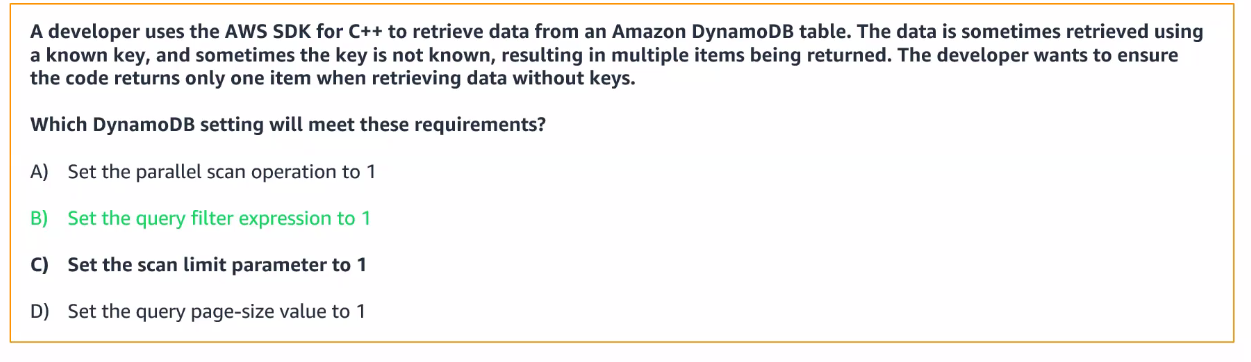 A developer uses the AWS SDK for C++ to retrieve data from an Amazon DynamoDB table. The data is sometimes retrieved using
a known key, and sometimes the key is not known, resulting in multiple items being returned. The developer wants to ensure
the code returns only one item when retrieving data without keys.
Which DynamoDB setting will meet these requirements?
A) Set the parallel scan operation to 1
B) Set the query filter expression to 1
C) Set the scan limit parameter to 1
D) Set the query page-size value to 1